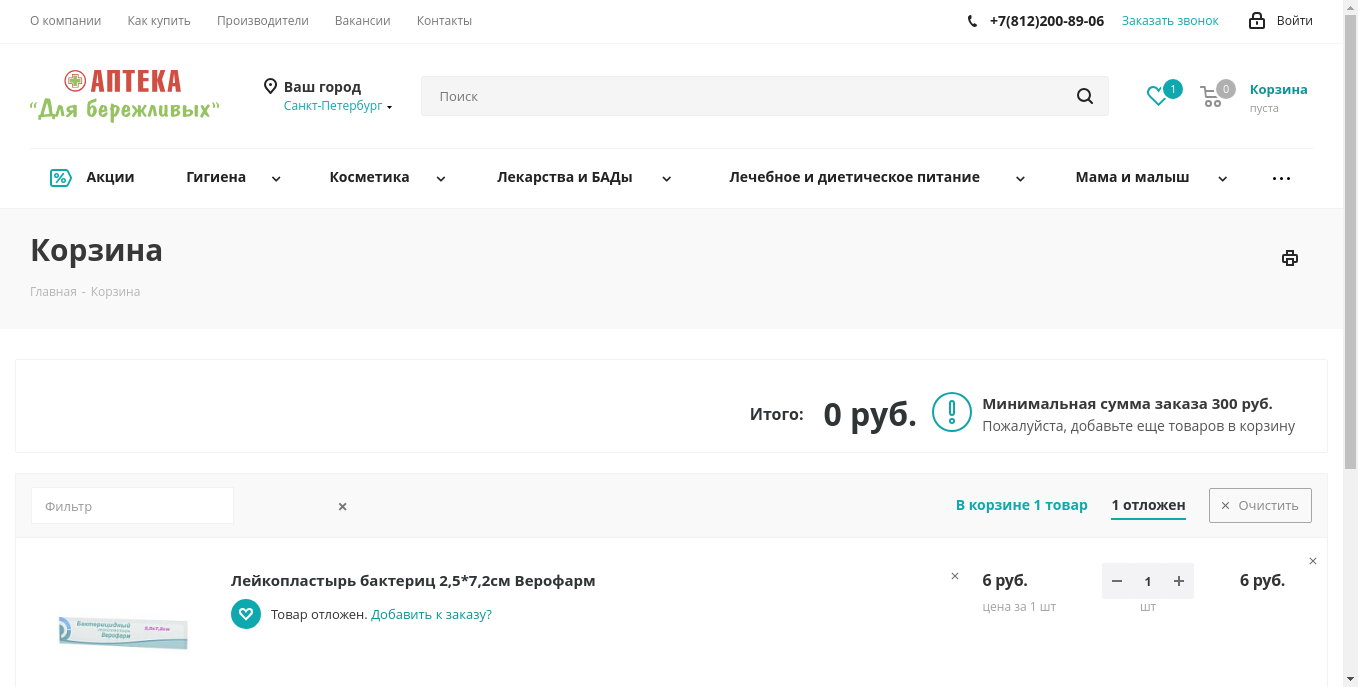 О компании Как купить Производители Вакансии Контакты +7(812)200-89-06 Заказать звонок Войти
АПТЕКА
“Для бережливых”
Ваш город
Санкт-Петербург
Поиск
1
0
Корзина
пуста
Акции Гигиена Косметика Лекарства и БАДы Лечебное и диетическое питание Мама и малыш
Корзина
Главная - Корзина
Итого: 0 руб.
Минимальная сумма заказа 300 руб.
Пожалуйста, добавьте еще товаров в корзину
Фильтр
В корзине 1 товар 1 отложен Очистить
Лейкопластырь бактериц 2,5*7,2см Верофарм
6 руб. 1 6 руб.
цена за 1 шт шт
Товар отложен. Добавить к заказу?
Бактерицидный
Верофарм